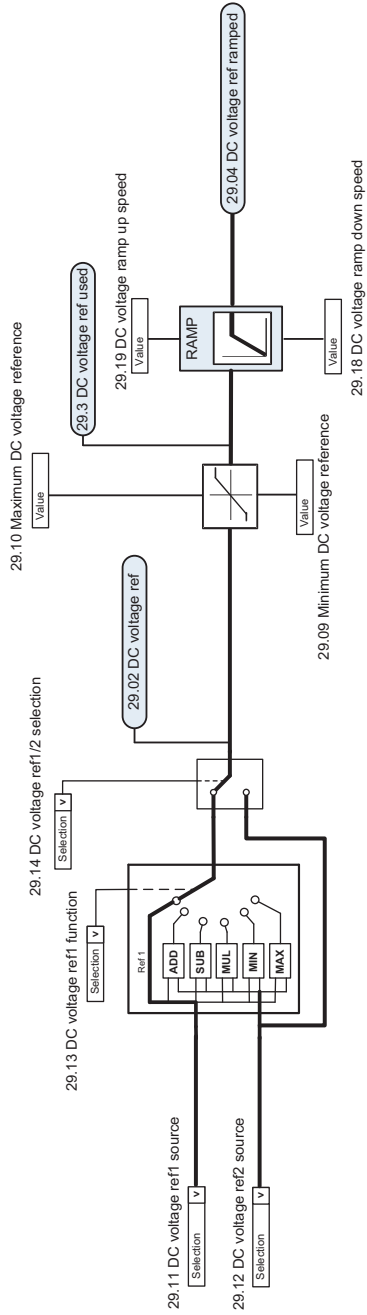 29.11 DC voltage ref1 source
Selection v
29.12 DC voltage ref2 source
Selection v
29.13 DC voltage ref1 function
Selection v
Ref 1
ADD
SUB
MUL
MIN
MAX
29.14 DC voltage ref1/2 selection
Selection v
29.02 DC voltage ref
29.10 Maximum DC voltage reference
Value
29.09 Minimum DC voltage reference
Value
29.3 DC voltage ref used
29.19 DC voltage ramp up speed
Value
RAMP
29.18 DC voltage ramp down speed
Value
29.04 DC voltage ref ramped